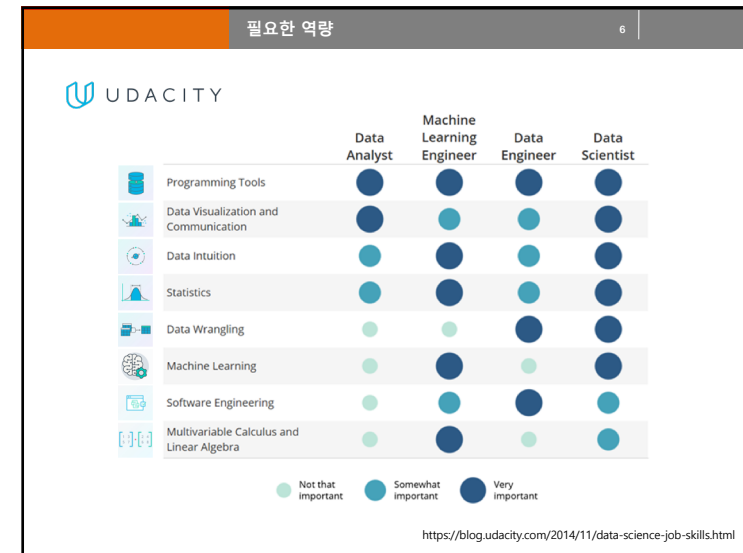 필요한 역량
6
UDACITY
Data
Analyst
Machine
Learning
Engineer
Data
Engineer
Data
Scientist
Programming Tools
Data Visualization and
Communication
Data Intuition
Statistics
Data Wrangling
Machine Learning
Software Engineering
Multivariable Calculus and
Linear Algebra
Not that
important
Somewhat
important
Very
important
https://blog.udacity.com/2014/11/data-science-job-skills.html